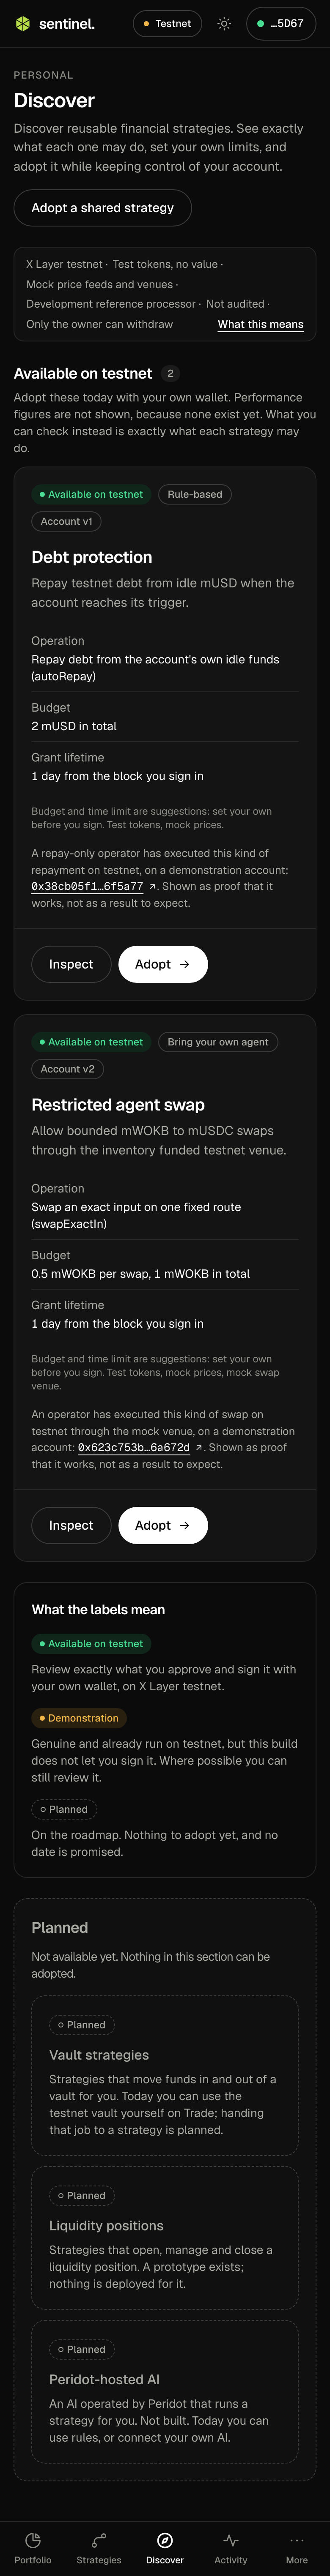 sentinel.
Testnet
...5D67
PERSONAL
Discover
Discover reusable financial strategies. See exactly
what each one may do, set your own limits, and
adopt it while keeping control of your account.
Adopt a shared strategy
X Layer testnet · Test tokens, no value ·
Mock price feeds and venues ·
Development reference processor · Not audited ·
Only the owner can withdraw What this means
Available on testnet 2
Adopt these today with your own wallet. Performance
figures are not shown, because none exist yet. What you
can check instead is exactly what each strategy may
do.
Available on testnet Rule-based
Account v1
Debt protection
Repay testnet debt from idle mUSD when the
account reaches its trigger.
Operation
Repay debt from the account's own idle funds
(autoRepay)
Budget
2 mUSD in total
Grant lifetime
1 day from the block you sign in
Budget and time limit are suggestions: set your own
before you sign. Test tokens, mock prices.
A repay-only operator has executed this kind of
repayment on testnet, on a demonstration account:
0x38cb05f1…6f5a77 ↗. Shown as proof that it
works, not as a result to expect.
Inspect
Adopt →
Available on testnet Bring your own agent
Account v2
Restricted agent swap
Allow bounded mWOKB to mUSDC swaps
through the inventory funded testnet venue.
Operation
Swap an exact input on one fixed route
(swapExactIn)
Budget
0.5 mWOKB per swap, 1 mWOKB in total
Grant lifetime
1 day from the block you sign in
Budget and time limit are suggestions: set your own
before you sign. Test tokens, mock prices, mock swap
venue.
An operator has executed this kind of swap on
testnet through the mock venue, on a demonstration
account: 0x623c753b…6a672d ↗. Shown as proof
that it works, not as a result to expect.
Inspect
Adopt →
What the labels mean
Available on testnet
Review exactly what you approve and sign it with
your own wallet, on X Layer testnet.
Demonstration
Genuine and already run on testnet, but this build
does not let you sign it. Where possible you can
still review it.
Planned
On the roadmap. Nothing to adopt yet, and no
date is promised.
Planned
Not available yet. Nothing in this section can be
adopted.
Planned
Vault strategies
Strategies that move funds in and out of a
vault for you. Today you can use the
testnet vault yourself on Trade; handing
that job to a strategy is planned.
Planned
Liquidity positions
Strategies that open, manage and close a
liquidity position. A prototype exists;
nothing is deployed for it.
Planned
Peridot-hosted AI
An AI operated by Peridot that runs a
strategy for you. Not built. Today you can
use rules, or connect your own AI.
Portfolio
Strategies
Discover
Activity
More